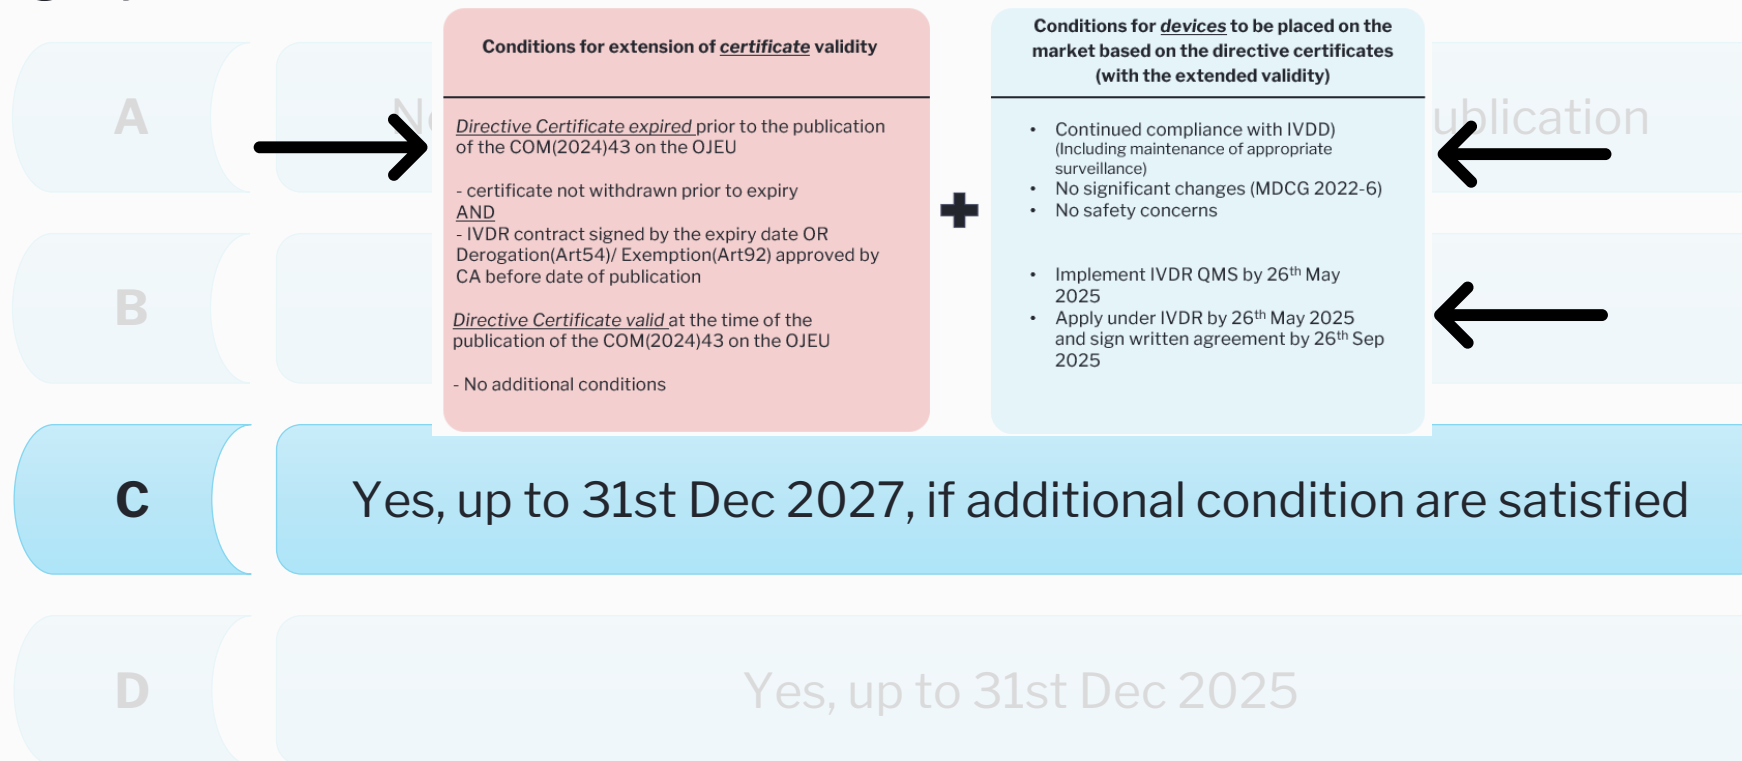 Conditions for extension of certificate validity
Directive Certificate expired prior to the publication
of the COM(2024)43 on the OJEU
- certificate not withdrawn prior to expiry
AND
- IVDR contract signed by the expiry date OR
Derogation(Art54)/ Exemption(Art92) approved by
CA before date of publication
Directive Certificate valid at the time of the
publication of the COM(2024)43 on the OJEU
- No additional conditions
Conditions for devices to be placed on the
market based on the directive certificates
(with the extended validity)
• Continued compliance with IVDD)
(Including maintenance of appropriate
surveillance)
• No significant changes (MDCG 2022-6)
• No safety concerns
• Implement IVDR QMS by 26th May
2025
• Apply under IVDR by 26th May 2025
and sign written agreement by 26th Sep
2025
A
B
C
Yes, up to 31st Dec 2027, if additional condition are satisfied
D
Yes, up to 31st Dec 2025